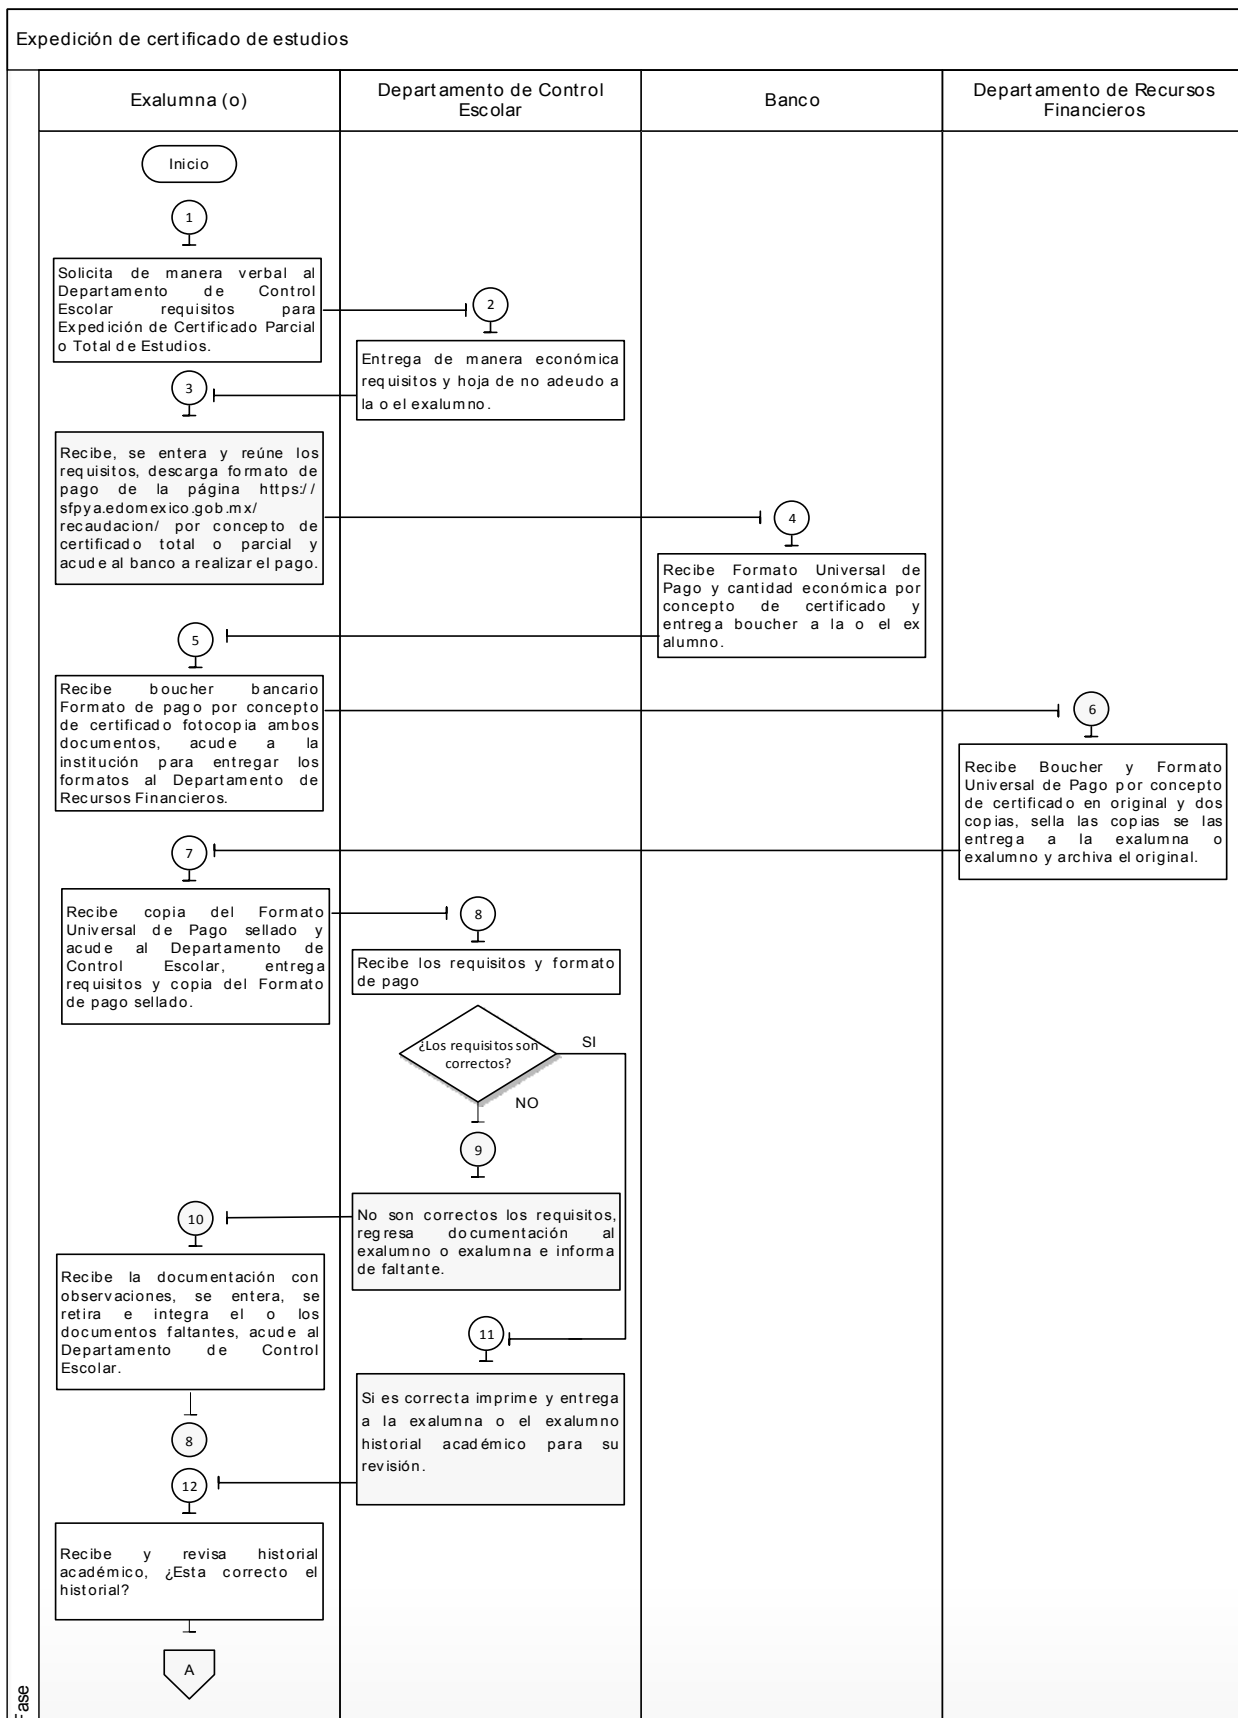 Expedición de certificado de estudios
Exalumna (o)
Departamento de Control
Escolar
Banco
Departamento de Recursos
Financieros
Inicio
1
Solicita de manera verbal al
Departamento de Control
Escolar requisitos para
Expedición de Certificado Parcial
o Total de Estudios.
2
Entrega de manera económica
requisitos y hoja de no adeudo a
la o el exalumno.
3
Recibe, se entera y reúne los
requisitos, descarga formato de
pago de la página https://
sfpya.edomexico.gob.mx/
recaudacion/ por concepto de
certificado total o parcial y
acude al banco a realizar el pago.
4
Recibe Formato Universal de
Pago y cantidad económica por
concepto de certificado y
entrega boucher a la o el ex
alumno.
5
Recibe boucher bancario
Formato de pago por concepto
de certificado fotocopia ambos
documentos, acude a la
institución para entregar los
formatos al Departamento de
Recursos Financieros.
6
Recibe Boucher y Formato
Universal de Pago por concepto
de certificado en original y dos
copias, sella las copias se las
entrega a la exalumna o
exalumno y archiva el original.
7
Recibe copia del Formato
Universal de Pago sellado y
acude al Departamento de
Control Escolar, entrega
requisitos y copia del Formato
de pago sellado.
8
Recibe los requisitos y formato
de pago
¿Los requisitos son
correctos?
SI
NO
9
No son correctos los requisitos,
regresa documentación al
exalumno o exalumna e informa
de faltante.
10
Recibe la documentación con
observaciones, se entera, se
retira e integra el o los
documentos faltantes, acude al
Departamento de Control
Escolar.
8
11
Si es correcta imprime y entrega
a la exalumna o el exalumno
historial académico para su
revisión.
12
Recibe y revisa historial
académico, ¿Esta correcto el
historial?
A
Fase